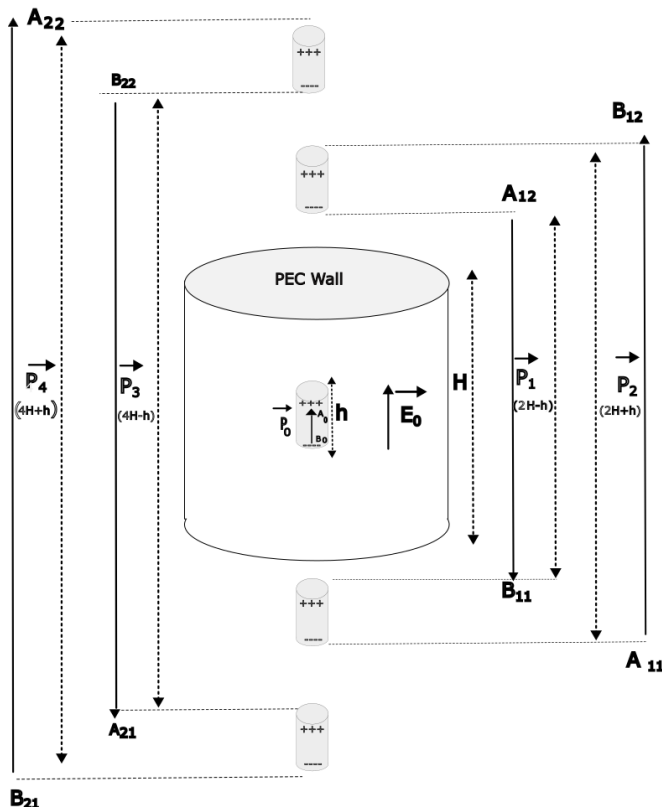 A22
+++
----
B22
B12
+++
----
A12
PEC Wall
P4
(4H+h)
P3
(4H-h)
P0
+++
A0
B0
----
h
E0
H
P1
(2H-h)
P2
(2H+h)
+++
----
B11
A 11
A21
+++
----
B21